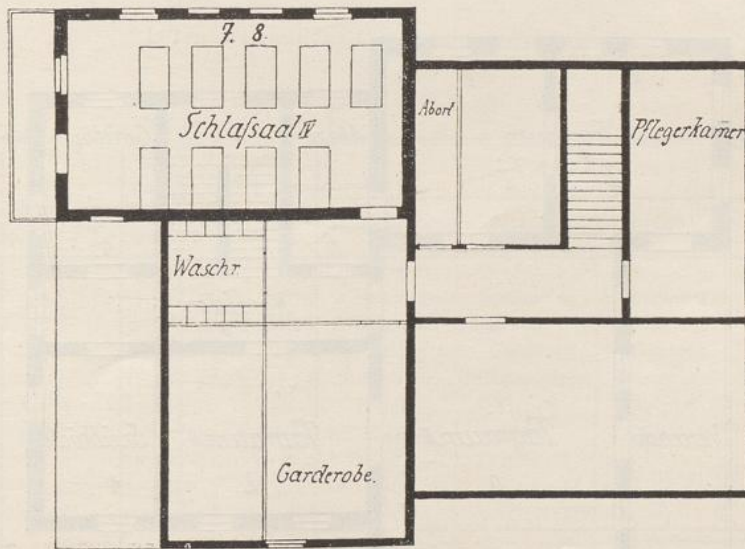 7. 8.
Schlafsaal IV
Abort
Pflegerkamer
Waschr.
Garderobe.